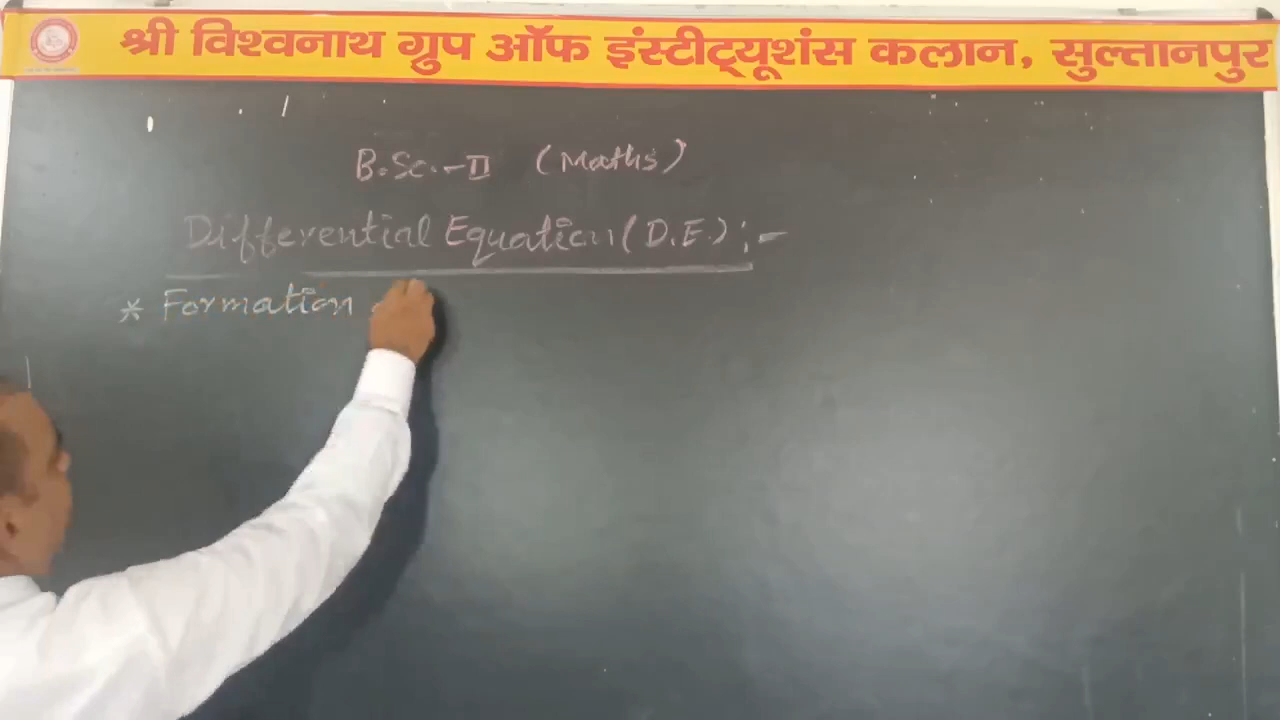 श्री विश्वनाथ ग्रुप ऑफ इंस्टीट्यूशंस कलान, सुल्तानपुर
B.Sc.-II (Maths)
Differential Equation (D.E.):-
* Formation